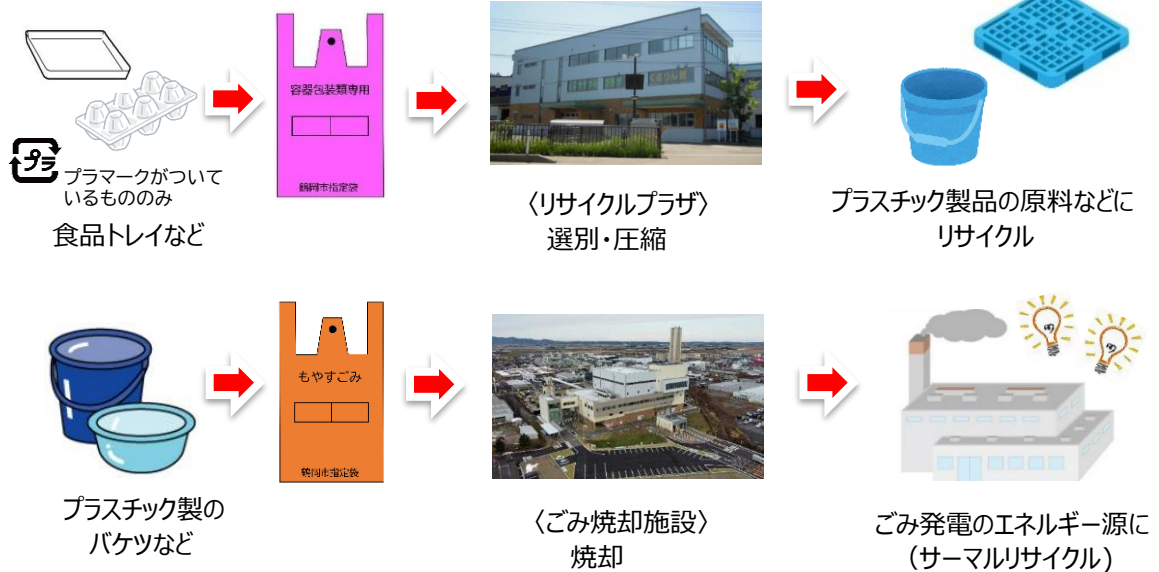 容器包装類専用
鶴岡市指定袋
プラ
プラマークがついて
いるもののみ
食品トレイなど
くるりん館
〈リサイクルプラザ〉
選別・圧縮
プラスチック製品の原料などに
リサイクル
もやすごみ
鶴岡市指定袋
プラスチック製の
バケツなど
〈ごみ焼却施設〉
焼却
ごみ発電のエネルギー源に
（サーマルリサイクル）